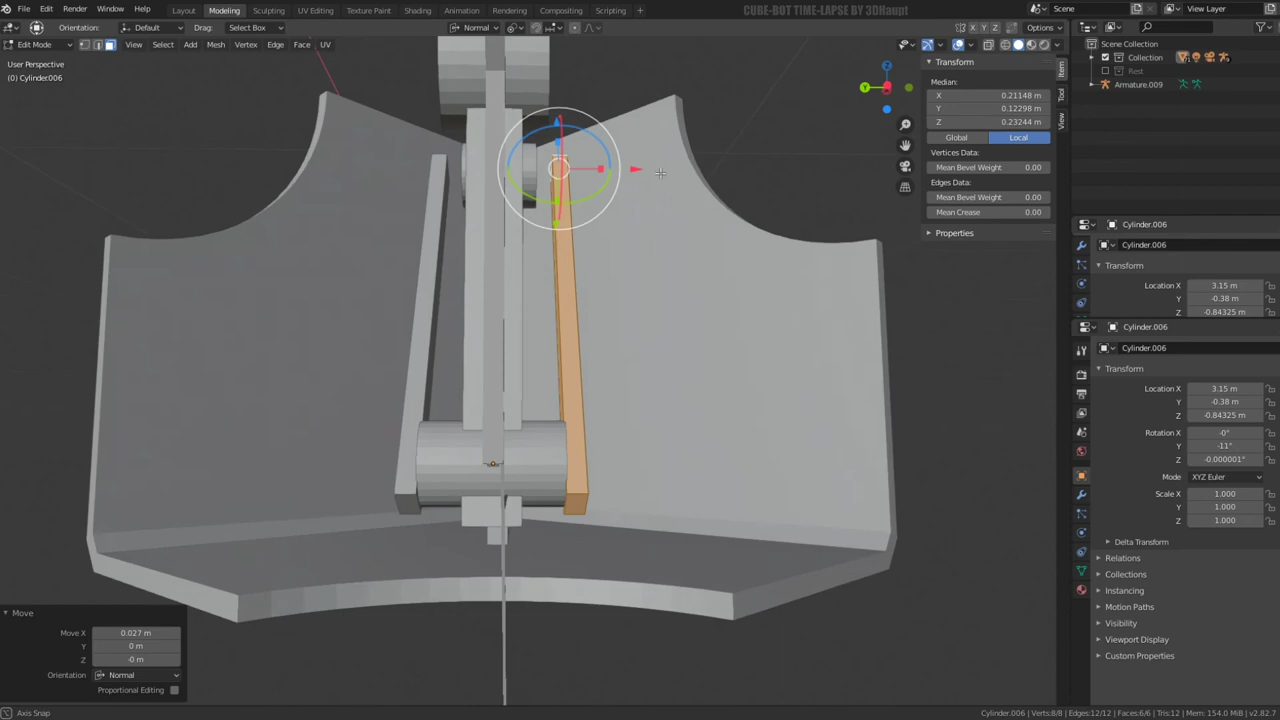 File Edit Render Window Help Layout Modeling Sculpting UV Editing Texture Paint Shading Animation Rendering Compositing Scripting + CUBE-BOT TIME-LAPSE BY 3DHaupt Scene View Layer
Orientation: Default Drag: Select Box Normal X Y Z Options
Edit Mode View Select Add Mesh Vertex Edge Face UV
User Perspective
(0) Cylinder.006
Transform
Median:
X 0.21148 m
Y 0.12298 m
Z 0.23244 m
Global Local
Vertices Data:
Mean Bevel Weight 0.00
Edges Data:
Mean Bevel Weight 0.00
Mean Crease 0.00
Properties
Item
Tool
View
Z
Y
Scene Collection
Collection
Rest
Armature.009
Cylinder.006
Cylinder.006
Transform
Location X 3.15 m
Y -0.38 m
Z -0.84325 m
Cylinder.006
Cylinder.006
Transform
Location X 3.15 m
Y -0.38 m
Z -0.84325 m
Rotation X -0°
Y -11°
Z -0.000001°
Mode XYZ Euler
Scale X 1.000
Y 1.000
Z 1.000
Delta Transform
Relations
Collections
Instancing
Motion Paths
Visibility
Viewport Display
Custom Properties
Move
Move X 0.027 m
Y 0 m
Z -0 m
Orientation Normal
Proportional Editing
Axis Snap
Cylinder.006 | Verts:8/8 | Edges:12/12 | Faces:6/6 | Tris:12 | Mem: 154.0 MiB | v2.82.7